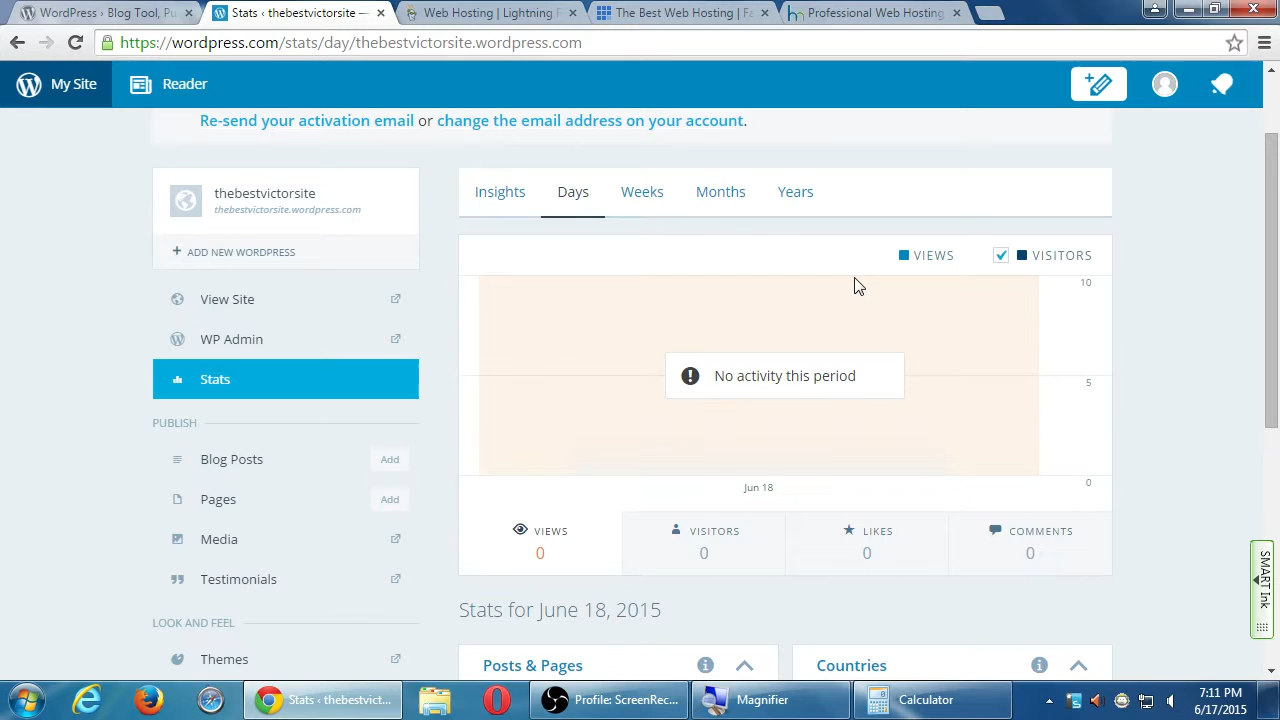 WordPress › Blog Tool, Pu
Stats ‹ thebestvictorsite —
Web Hosting | Lightning F
The Best Web Hosting | Fa
Professional Web Hosting
https://wordpress.com/stats/day/thebestvictorsite.wordpress.com
My Site
Reader
Re-send your activation email or change the email address on your account.
thebestvictorsite
thebestvictorsite.wordpress.com
+ ADD NEW WORDPRESS
View Site
WP Admin
Stats
PUBLISH
Blog Posts
Add
Pages
Add
Media
Testimonials
LOOK AND FEEL
Themes
Insights
Days
Weeks
Months
Years
VIEWS
VISITORS
10
No activity this period
5
Jun 18
0
VIEWS
0
VISITORS
0
LIKES
0
COMMENTS
0
Stats for June 18, 2015
Posts & Pages
Countries
SMART Ink
Stats ‹ thebestvict...
Profile: ScreenRec...
Magnifier
Calculator
7:11 PM
6/17/2015